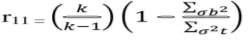 r₁₁ = (k/(k−1)) (1 − Σσb²/Σσ²t)